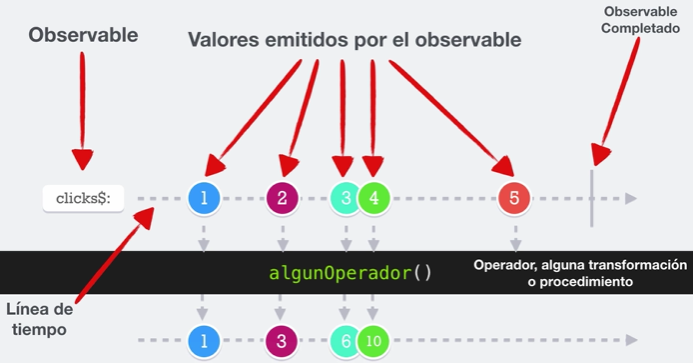 Observable
Valores emitidos por el observable
Observable
Completado
clicks$:
1
2
3
4
5
algunOperador()
Operador, alguna transformación
o procedimiento
Línea de
tiempo
1
3
6
10